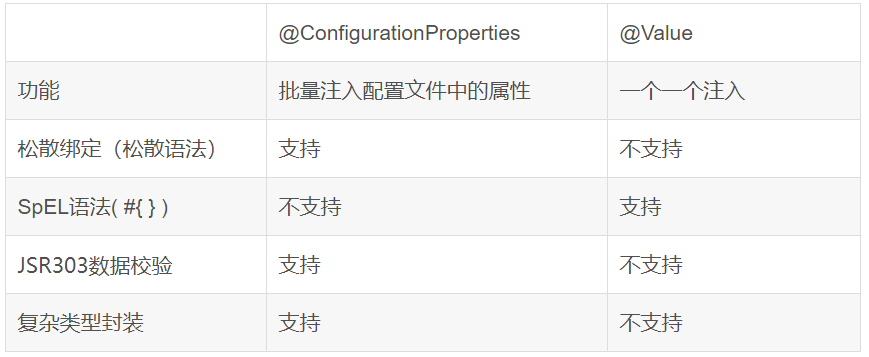 @ConfigurationProperties @Value
功能 批量注入配置文件中的属性 一个一个注入
松散绑定（松散语法） 支持 不支持
SpEL语法( #{ } ) 不支持 支持
JSR303数据校验 支持 不支持
复杂类型封装 支持 不支持